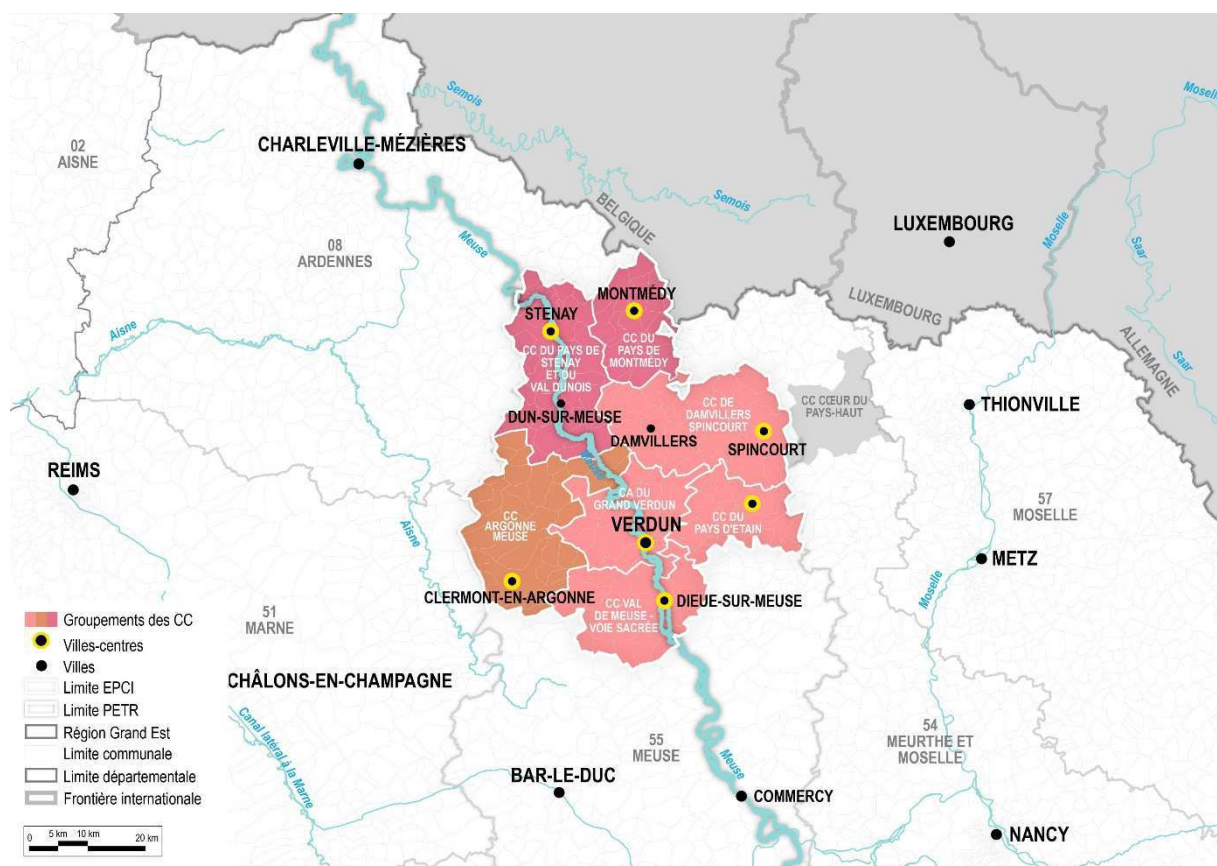 Semois
Moselle
Moselle
02
AISNE
CHARLEVILLE-MÉZIÈRES
Semois
BELGIQUE
LUXEMBOURG
Moselle
Meuse
08
ARDENNES
Saar
MONTMÉDY
STENAY
LUXEMBOURG
ALLEMAGNE
Aisne
CC DU
PAYS DE
MONTMÉDY
CC DU PAYS DE
STENAY
ET DU
VAL DUNOIS
Saar
CC CŒUR DU
PAYS-HAUT
THIONVILLE
DUN-SUR-MEUSE
CC DE
DAMVILLERS
SPINCOURT
DAMVILLERS
SPINCOURT
REIMS
Meuse
CA DU
GRAND VERDUN
57
MOSELLE
CC
ARGONNE
MEUSE
Aisne
VERDUN
CC DU
PAYS D'ETAIN
METZ
CLERMONT-EN-ARGONNE
CC VAL
DE MEUSE -
VOIE SACRÉE
DIEUE-SUR-MEUSE
Moselle
51
MARNE
Groupements des CC
Villes-centres
Villes
Limite EPCI
Limite PETR
Région Grand Est
Limite communale
Limite départementale
Frontière internationale
CHÂLONS-EN-CHAMPAGNE
Canal latéral à la Marne
55
MEUSE
54
MEURTHE ET
MOSELLE
BAR-LE-DUC
Meuse
COMMERCY
NANCY
0 5 km 10 km 20 km